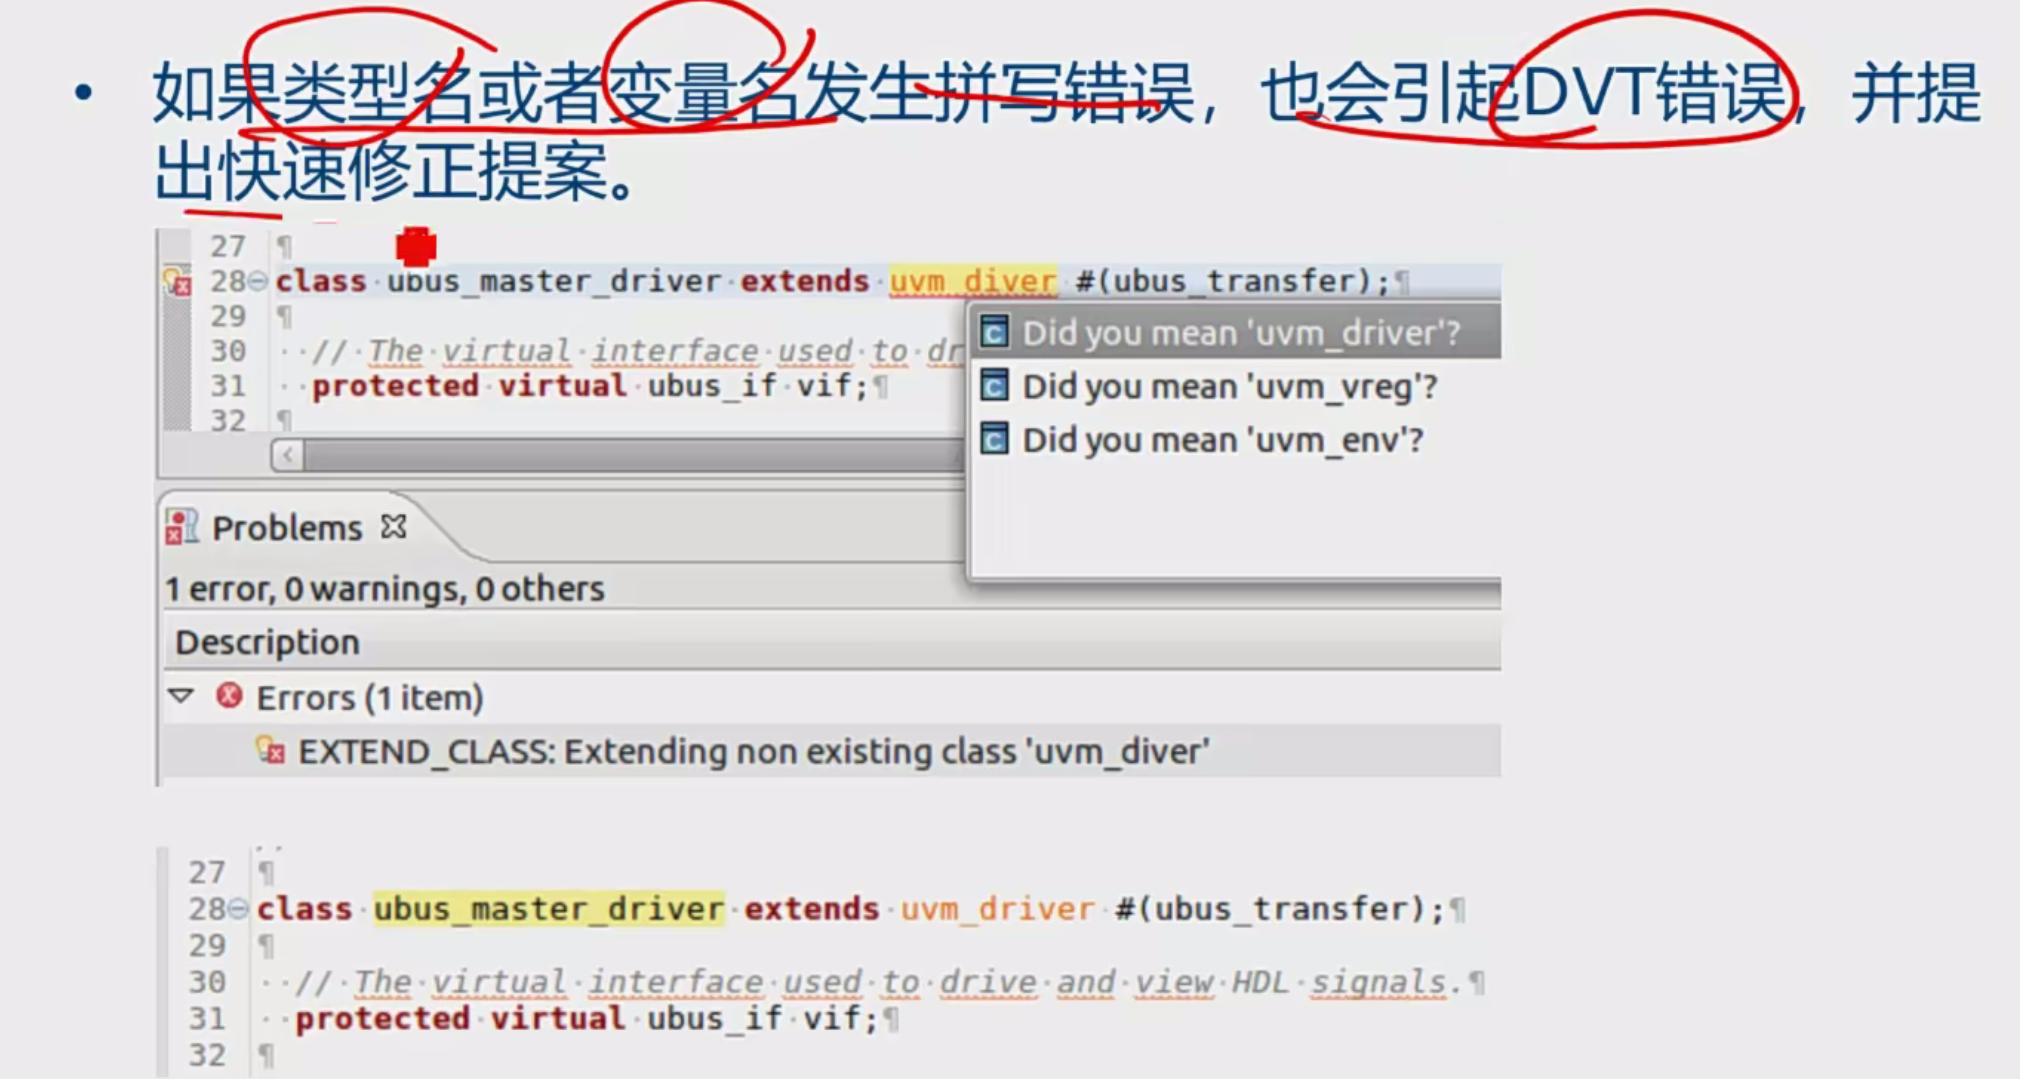 • 如果类型名或者变量名发生拼写错误，也会引起DVT错误，并提
出快速修正提案。
27 ¶
28 class·ubus_master_driver·extends·uvm_diver·#(ubus_transfer);¶
29 ¶
30 ··//·The·virtual·interface·used·to·dr
31 ··protected·virtual·ubus_if·vif;¶
32 ¶
Did you mean 'uvm_driver'?
Did you mean 'uvm_vreg'?
Did you mean 'uvm_env'?
Problems
1 error, 0 warnings, 0 others
Description
Errors (1 item)
EXTEND_CLASS: Extending non existing class 'uvm_diver'
27 ¶
28 class·ubus_master_driver·extends·uvm_driver·#(ubus_transfer);¶
29 ¶
30 ··//·The·virtual·interface·used·to·drive·and·view·HDL·signals.¶
31 ··protected·virtual·ubus_if·vif;¶
32 ¶